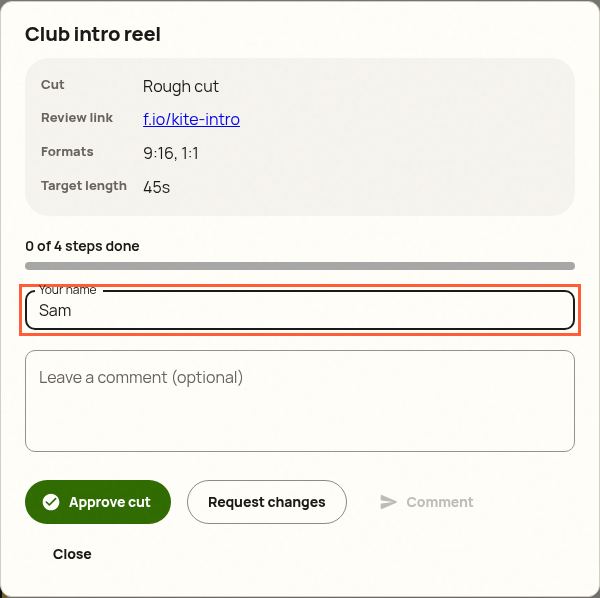 Club intro reel
Cut Rough cut
Review link f.io/kite-intro
Formats 9:16, 1:1
Target length 45s
0 of 4 steps done
Your name
Sam
Leave a comment (optional)
Approve cut Request changes Comment
Close